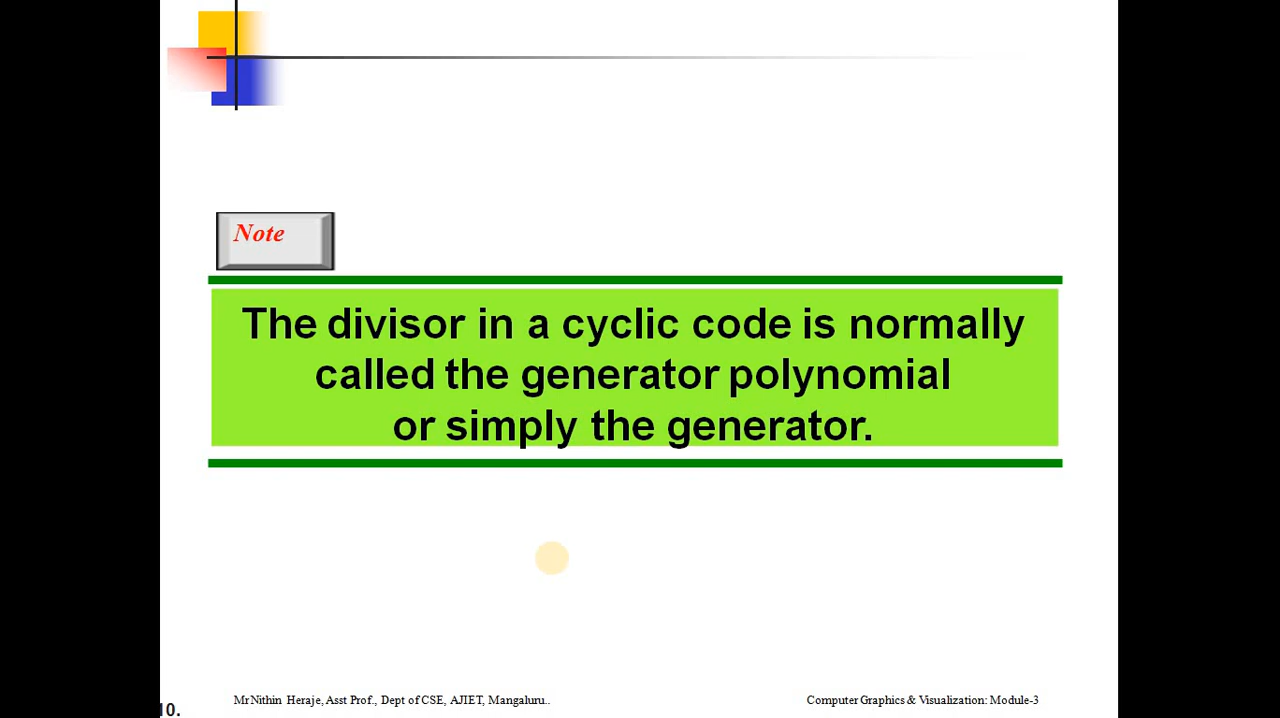 Note
The divisor in a cyclic code is normally
called the generator polynomial
or simply the generator.
10.
Mr Nithin Heraje, Asst Prof., Dept of CSE, AJIET, Mangaluru..
Computer Graphics & Visualization: Module-3